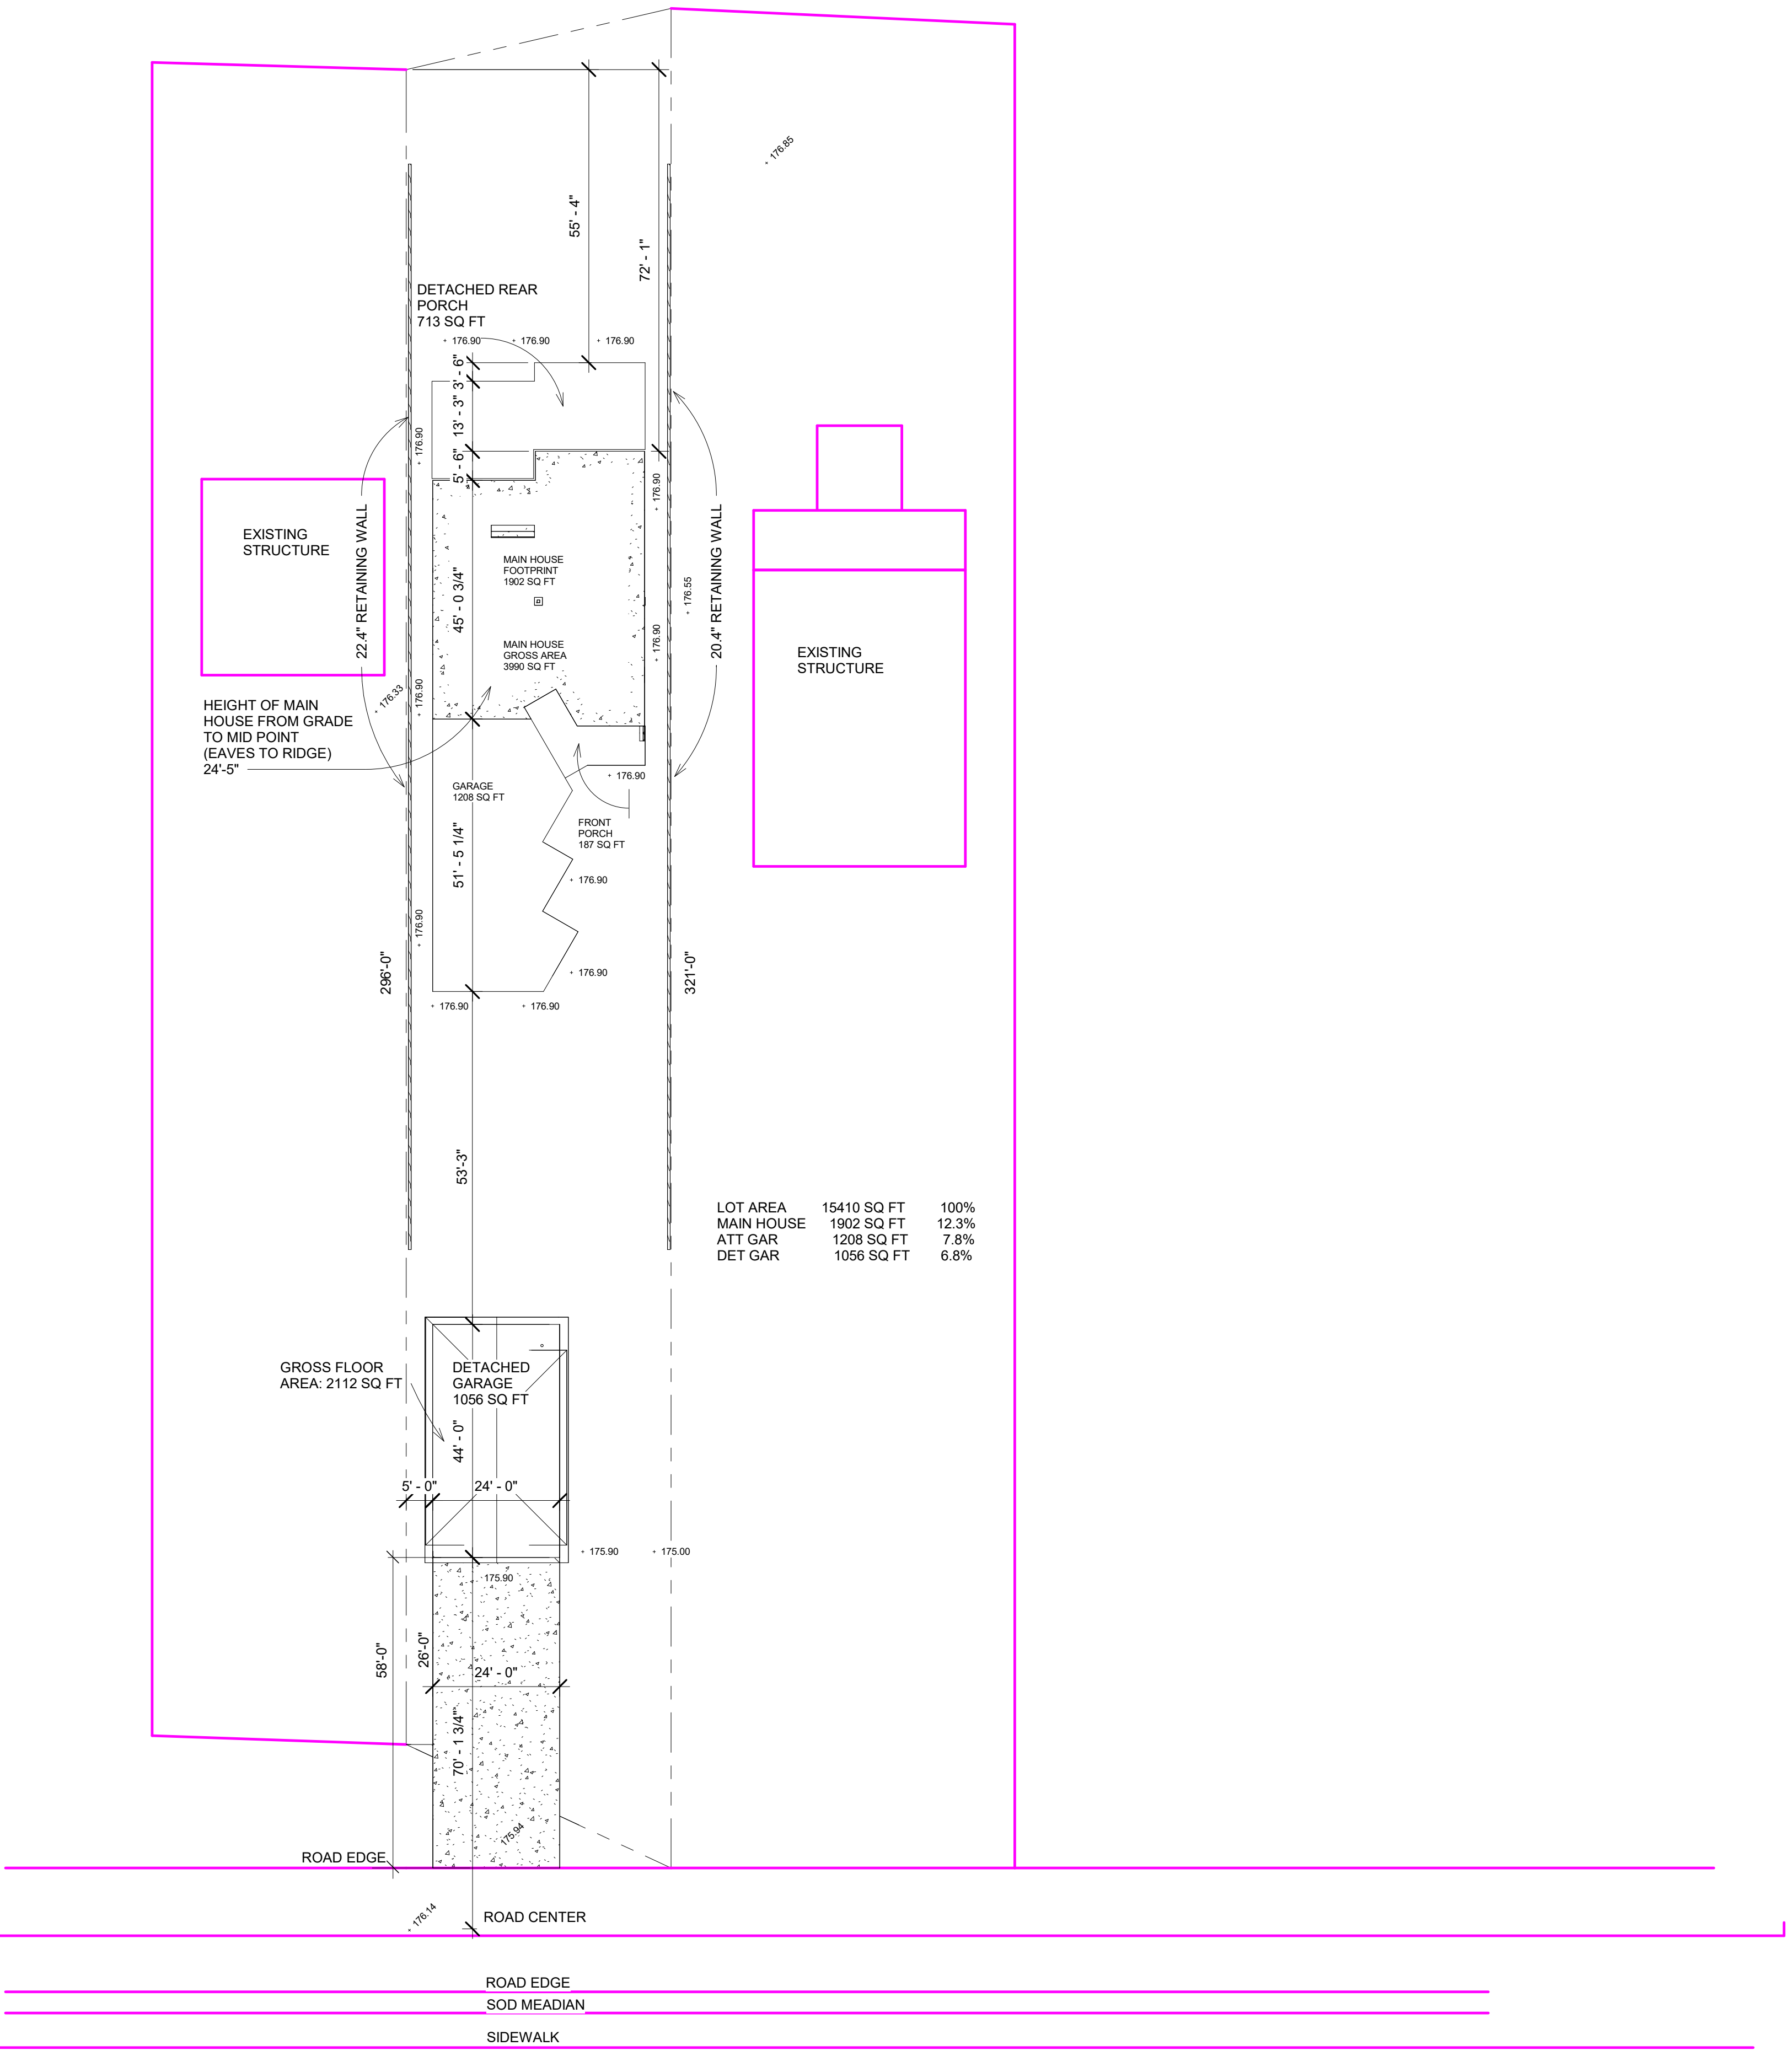 + 176.85
55' - 4"
72' - 1"
DETACHED REAR
PORCH
713 SQ FT
+ 176.90
+ 176.90
+ 176.90
3' - 6"
13' - 3"
5' - 6"
+ 176.90
+ 176.90
EXISTING
STRUCTURE
22.4" RETAINING WALL
45' - 0 3/4"
MAIN HOUSE
FOOTPRINT
1902 SQ FT
+ 176.55
20.4" RETAINING WALL
MAIN HOUSE
GROSS AREA
3990 SQ FT
+ 176.90
EXISTING
STRUCTURE
+ 176.33
+ 176.90
HEIGHT OF MAIN
HOUSE FROM GRADE
TO MID POINT
(EAVES TO RIDGE)
24'-5"
+ 176.90
GARAGE
1208 SQ FT
FRONT
PORCH
187 SQ FT
51' - 5 1/4"
+ 176.90
+ 176.90
296'-0"
321'-0"
+ 176.90
+ 176.90
+ 176.90
53'-3"
LOT AREA 15410 SQ FT 100%
MAIN HOUSE 1902 SQ FT 12.3%
ATT GAR 1208 SQ FT 7.8%
DET GAR 1056 SQ FT 6.8%
GROSS FLOOR
AREA: 2112 SQ FT
DETACHED
GARAGE
1056 SQ FT
44' - 0"
5' - 0"
24' - 0"
+ 175.90
+ 175.00
175.90
58'-0"
26'-0"
24' - 0"
70' - 1 3/4"
175.94
ROAD EDGE
+ 176.14
ROAD CENTER
ROAD EDGE
SOD MEADIAN
SIDEWALK